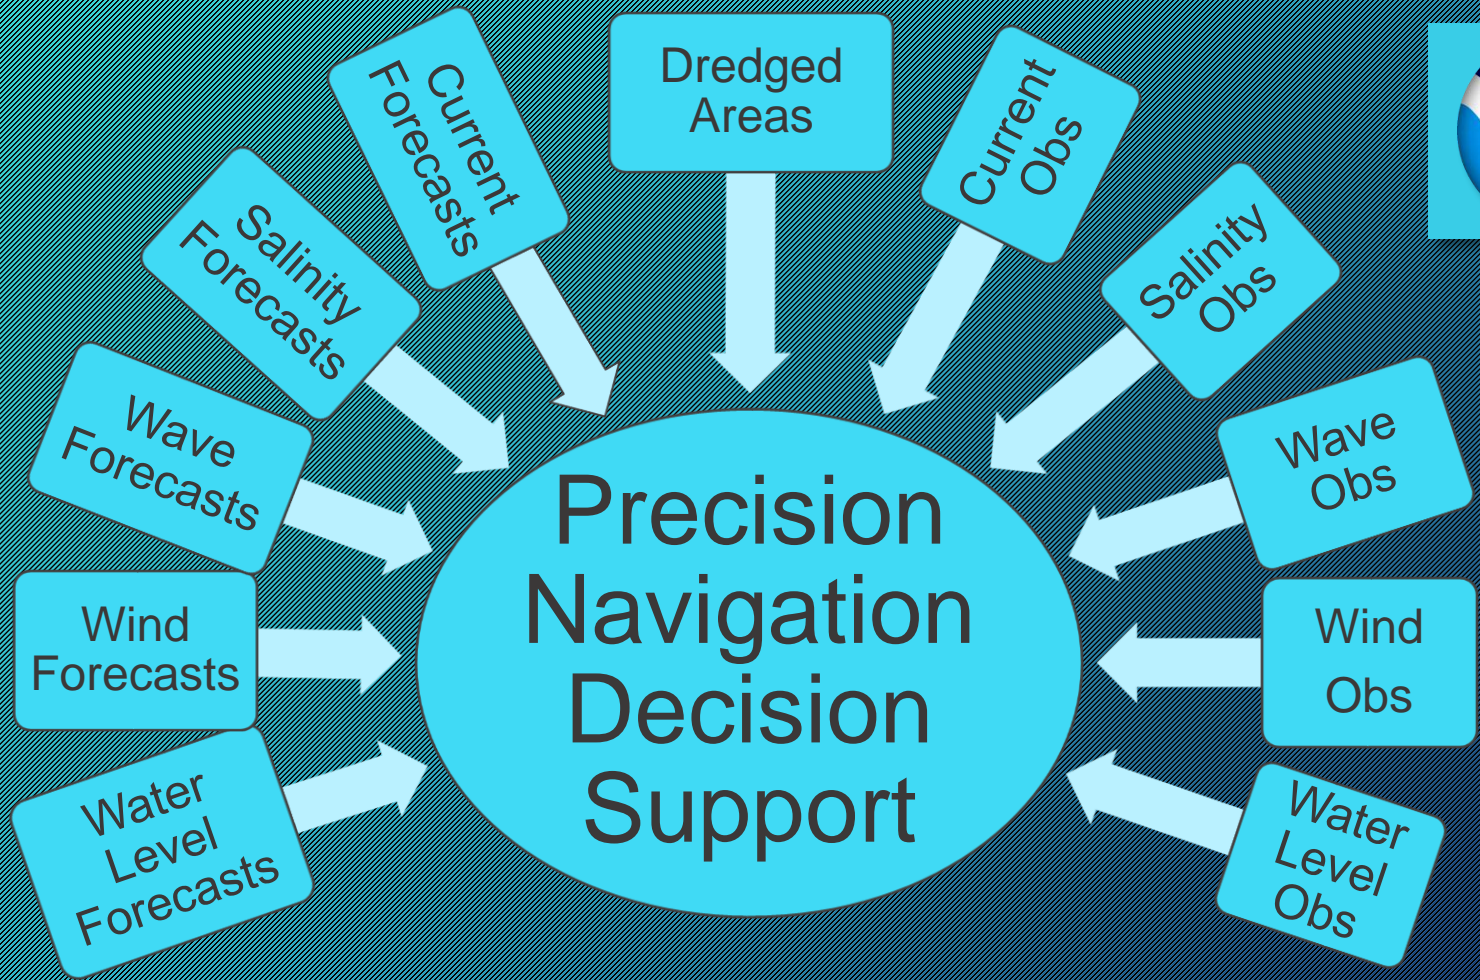 Current
Forecasts
Dredged
Areas
Current
Obs
Salinity
Forecasts
Salinity
Obs
Wave
Forecasts
Wave
Obs
Precision
Navigation
Decision
Support
Wind
Forecasts
Wind
Obs
Water
Level
Forecasts
Water
Level
Obs